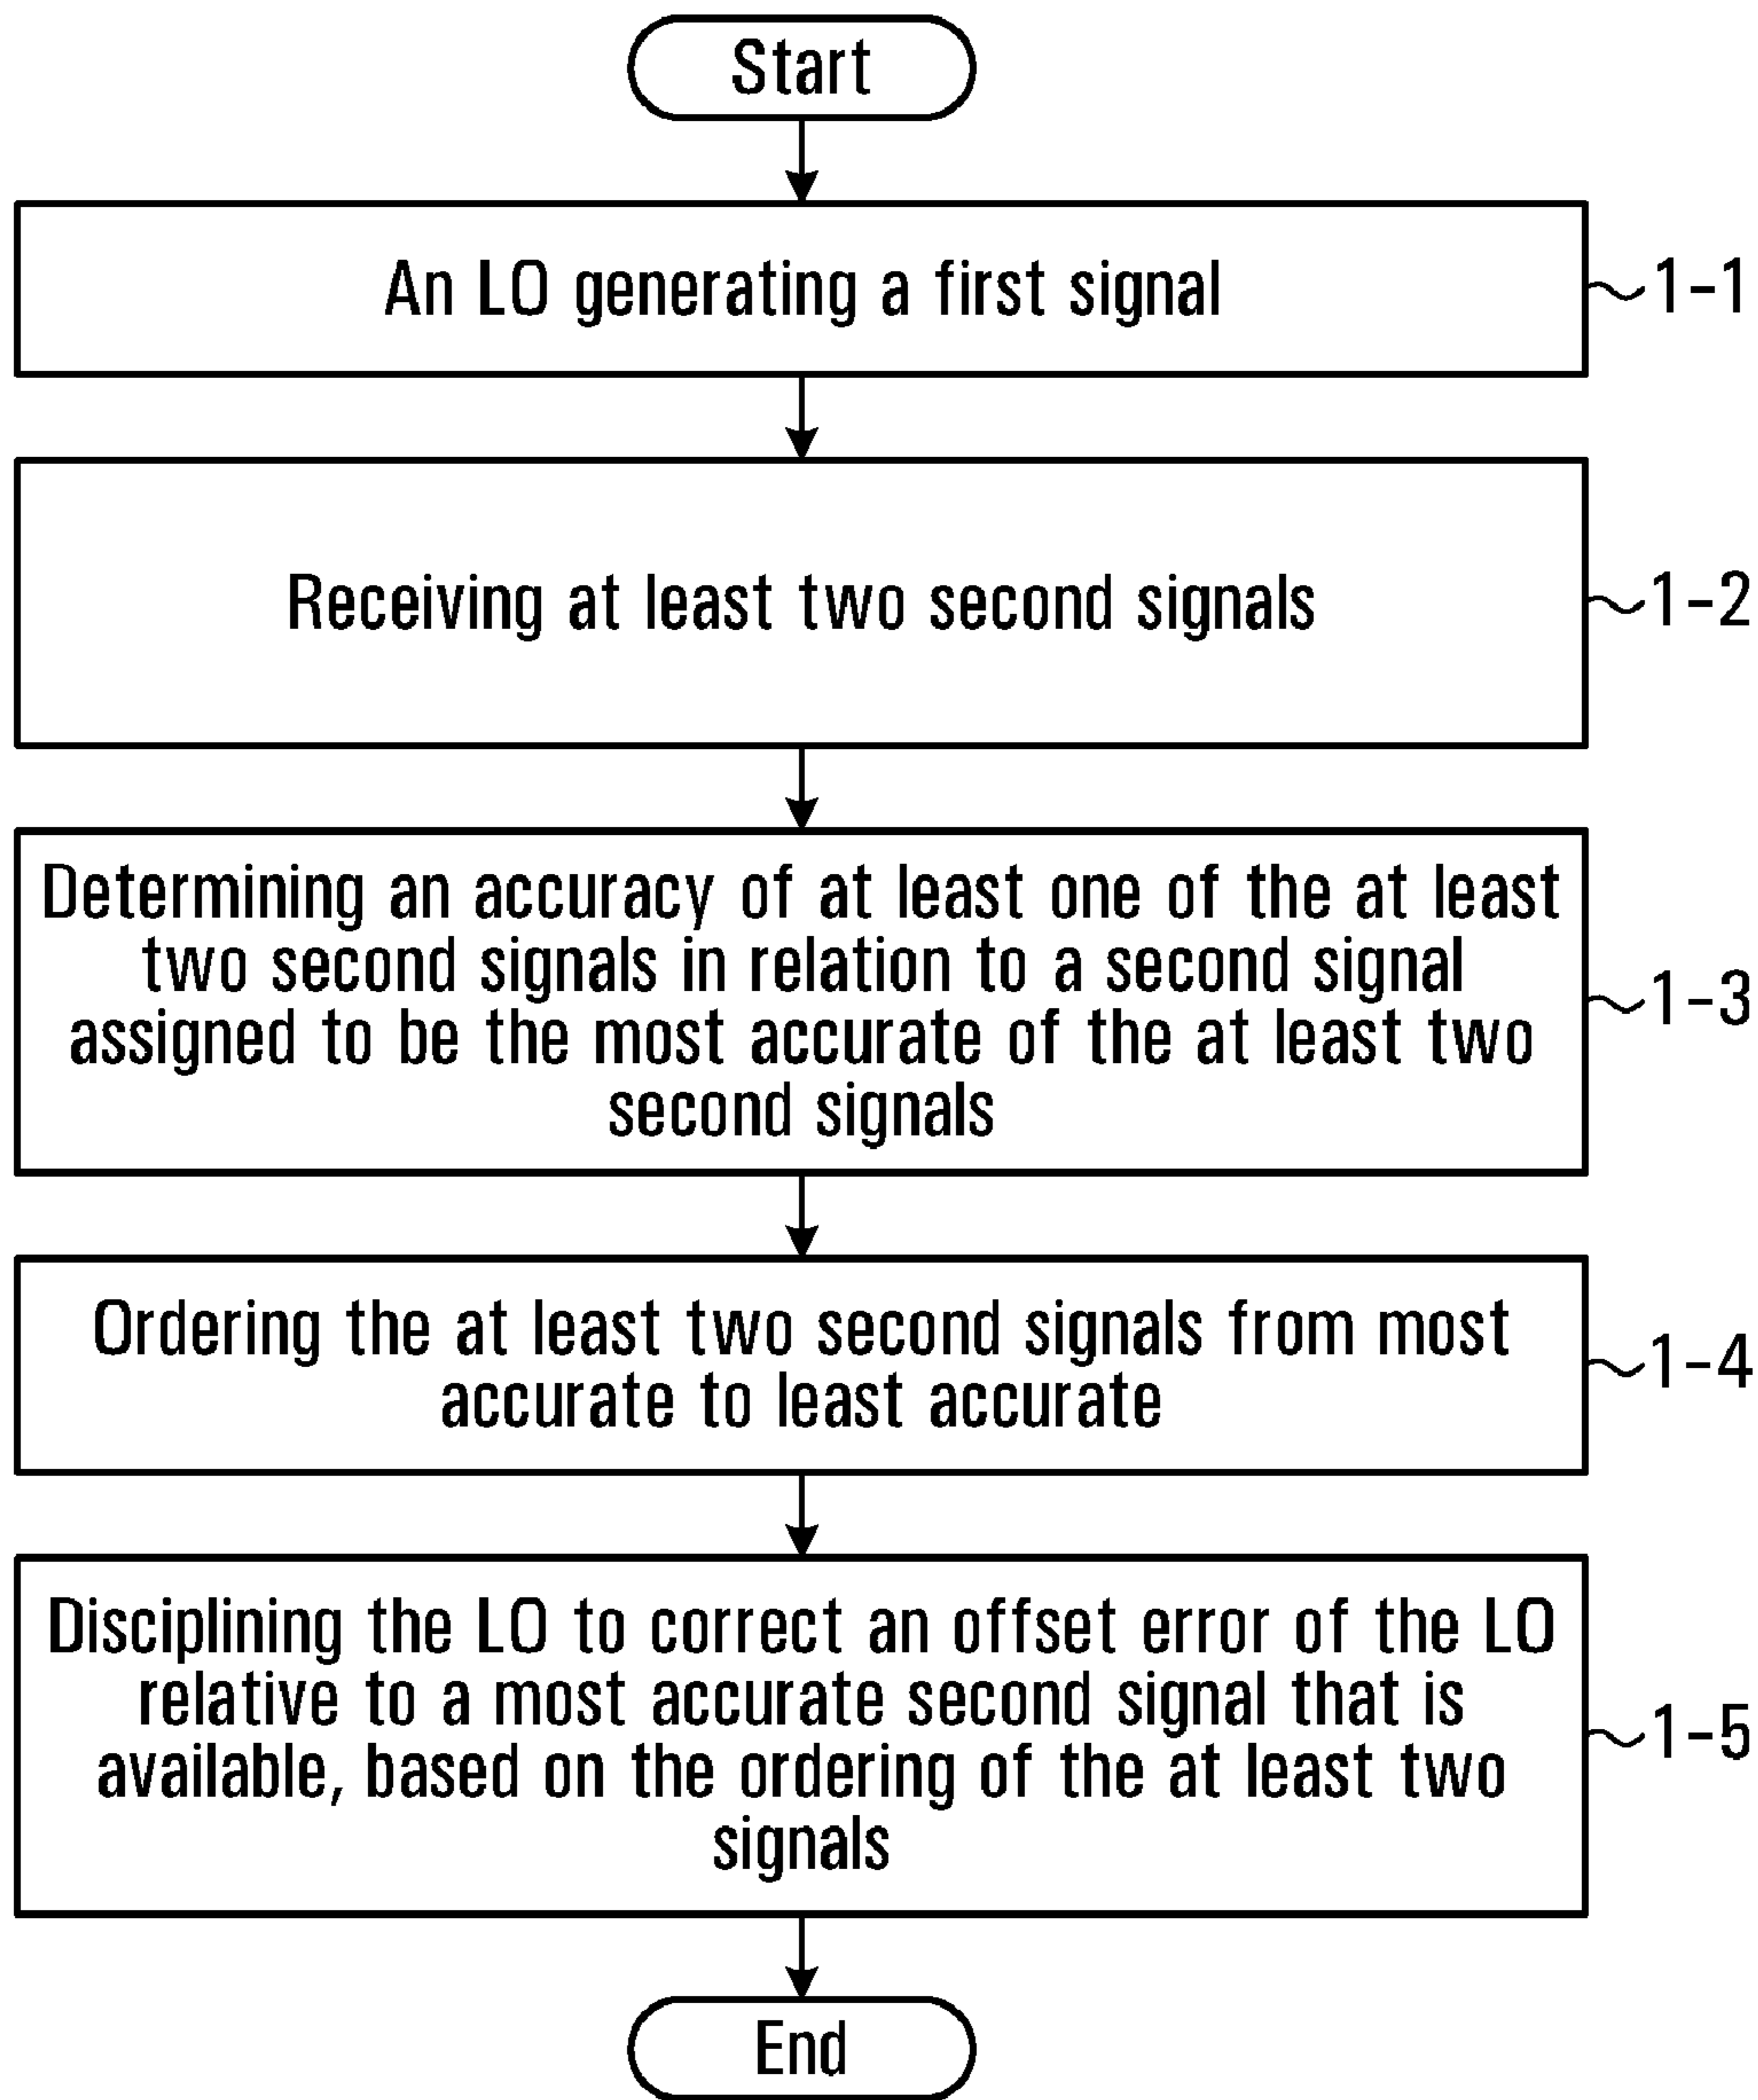 Start
An LO generating a first signal
1-1
Receiving at least two second signals
1-2
Determining an accuracy of at least one of the at least
two second signals in relation to a second signal
assigned to be the most accurate of the at least two
second signals
1-3
Ordering the at least two second signals from most
accurate to least accurate
1-4
Disciplining the LO to correct an offset error of the LO
relative to a most accurate second signal that is
available, based on the ordering of the at least two
signals
1-5
End